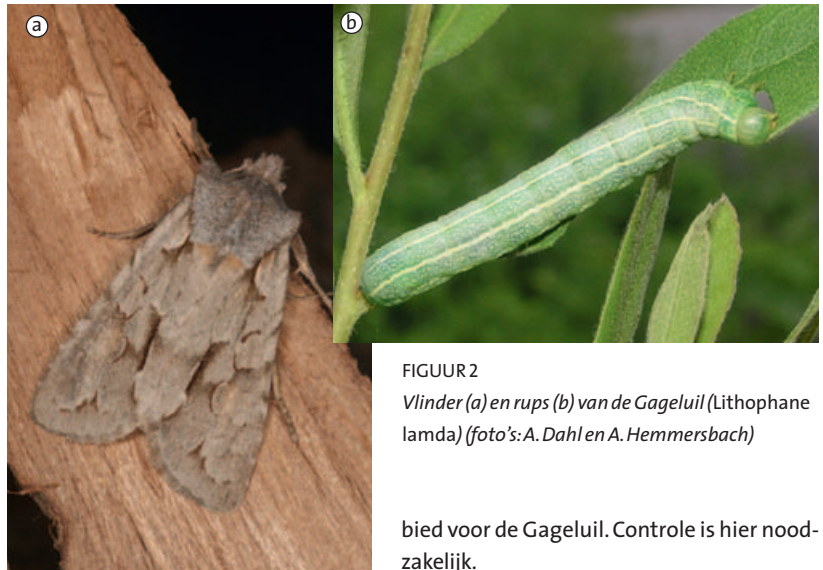 a
b
FIGUUR 2
Vlinder (a) en rups (b) van de Gageluil (Lithophane
lamda) (foto's: A. Dahl en A. Hemmersbach)
bied voor de Gageluil. Controle is hier nood-
zakelijk.